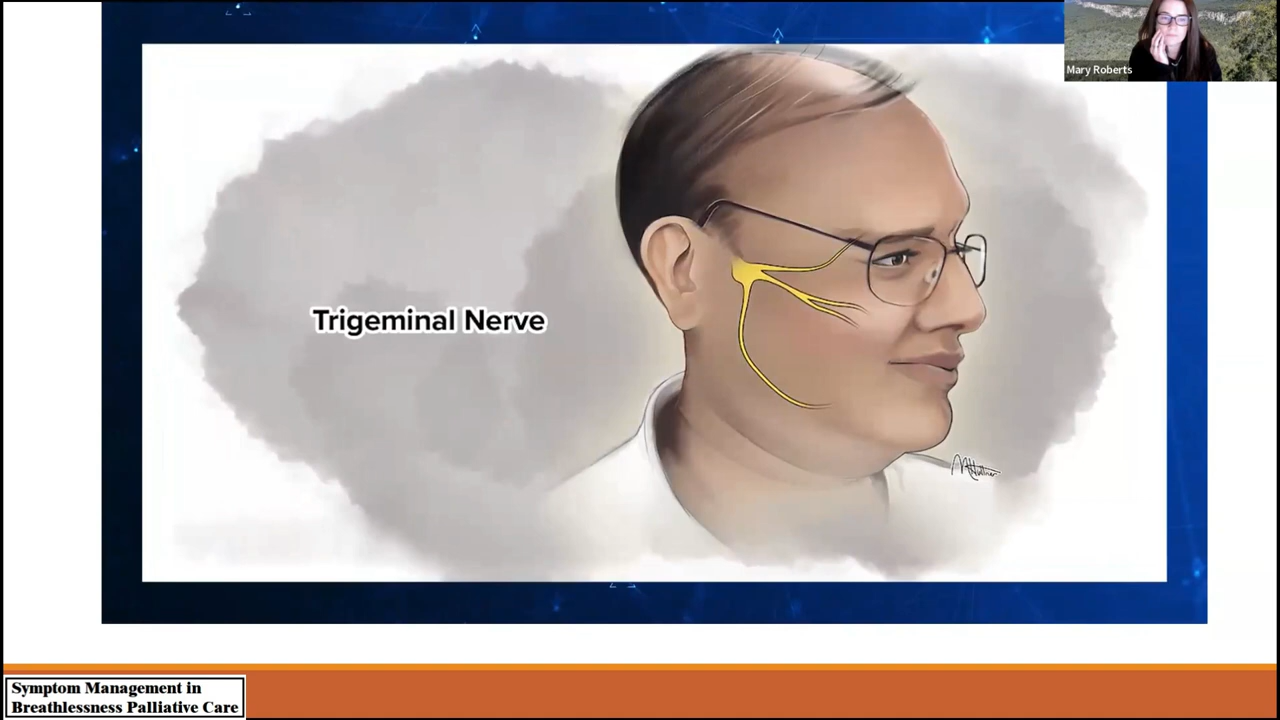 Mary Roberts
Trigeminal Nerve
Symptom Management in
Breathlessness Palliative Care